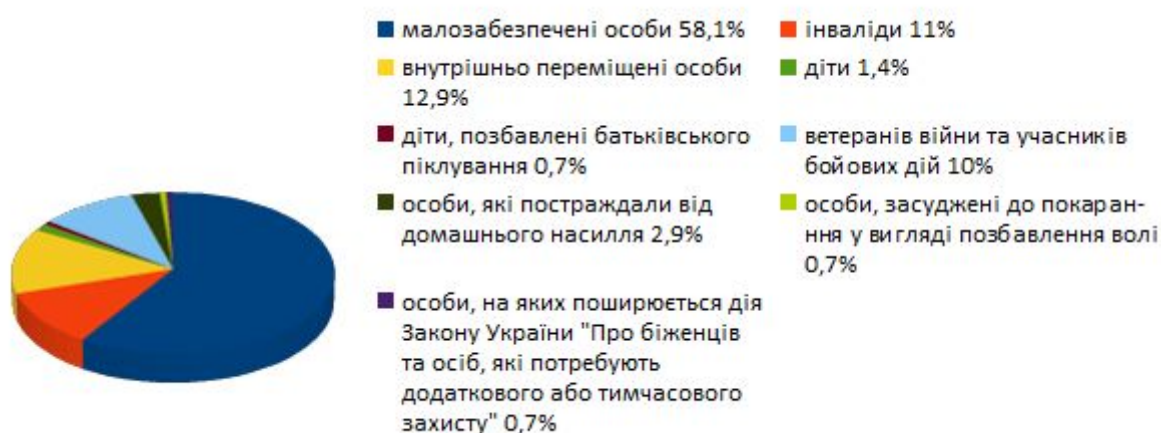 малозабезпечені особи 58,1%
інваліди 11%
внутрішньо переміщені особи
12,9%
діти 1,4%
діти, позбавлені батьківського
піклування 0,7%
ветеранів війни та учасників
бойових дій 10%
особи, які постраждали від
домашнього насилля 2,9%
особи, засуджені до покаран-
ння у вигляді позбавлення волі
0,7%
особи, на яких поширюється дія
Закону України "Про біженців
та осіб, які потребують
додаткового або тимчасового
захисту" 0,7%